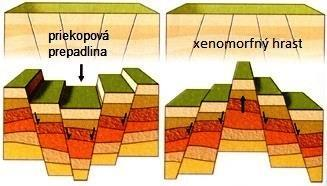 priekopová
prepadlina
xenomorfný hrast